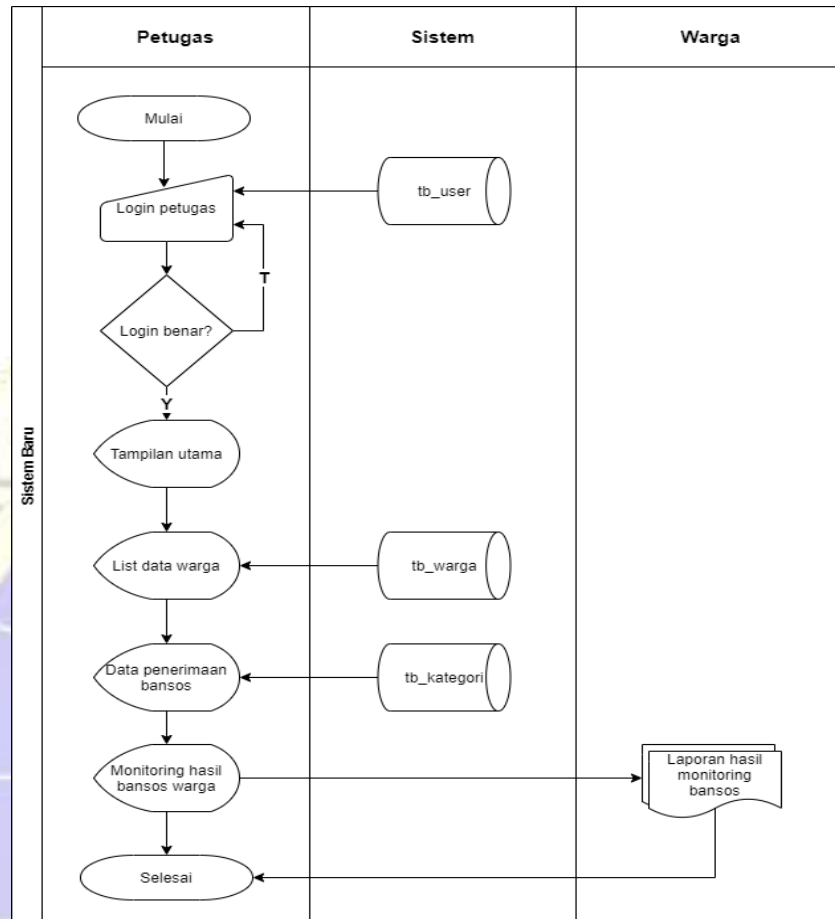 Petugas
Sistem
Warga
Sistem Baru
Mulai
Login petugas
tb_user
T
Login benar?
Y
Tampilan utama
List data warga
tb_warga
Data penerimaan
bansos
tb_kategori
Monitoring hasil
bansos warga
Laporan hasil
monitoring
bansos
Selesai